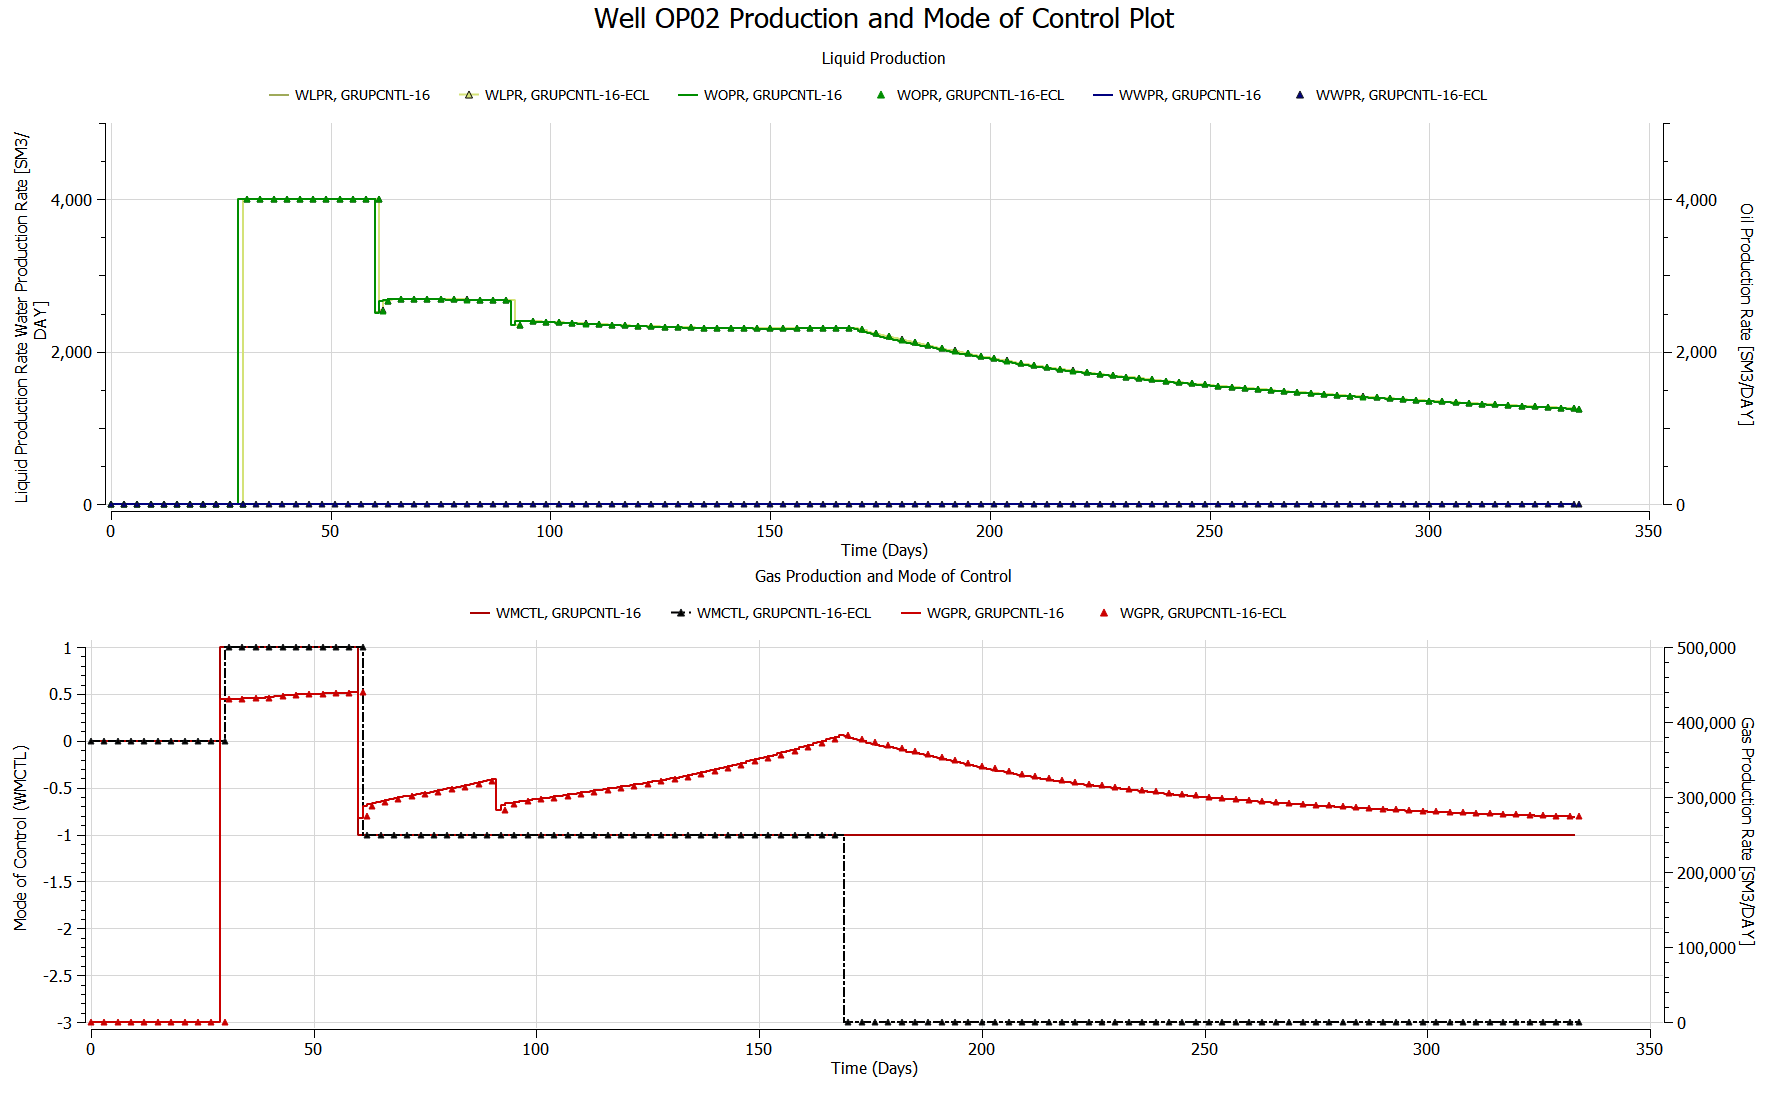 Well OP02 Production and Mode of Control Plot
Liquid Production
WLPR, GRUPCNTL-16 WLPR, GRUPCNTL-16-ECL WOPR, GRUPCNTL-16 WOPR, GRUPCNTL-16-ECL WWPR, GRUPCNTL-16 WWPR, GRUPCNTL-16-ECL
Liquid Production Rate Water Production Rate [SM3/
DAY]
4,000
2,000
0
4,000
2,000
0
Oil Production Rate [SM3/DAY]
0 50 100 150 200 250 300 350
Time (Days)
Gas Production and Mode of Control
WMCTL, GRUPCNTL-16 WMCTL, GRUPCNTL-16-ECL WGPR, GRUPCNTL-16 WGPR, GRUPCNTL-16-ECL
Mode of Control (WMCTL)
1
0.5
0
-0.5
-1
-1.5
-2
-2.5
-3
500,000
400,000
300,000
200,000
100,000
0
Gas Production Rate [SM3/DAY]
0 50 100 150 200 250 300 350
Time (Days)